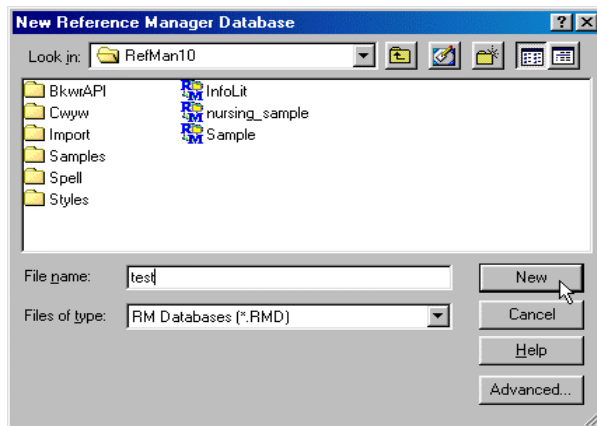 New Reference Manager Database
Look in: RefMan10
BkwrAPI InfoLit
Cwyw nursing_sample
Import Sample
Samples
Spell
Styles
File name: test New
Files of type: RM Databases (*.RMD) Cancel
Help
Advanced...